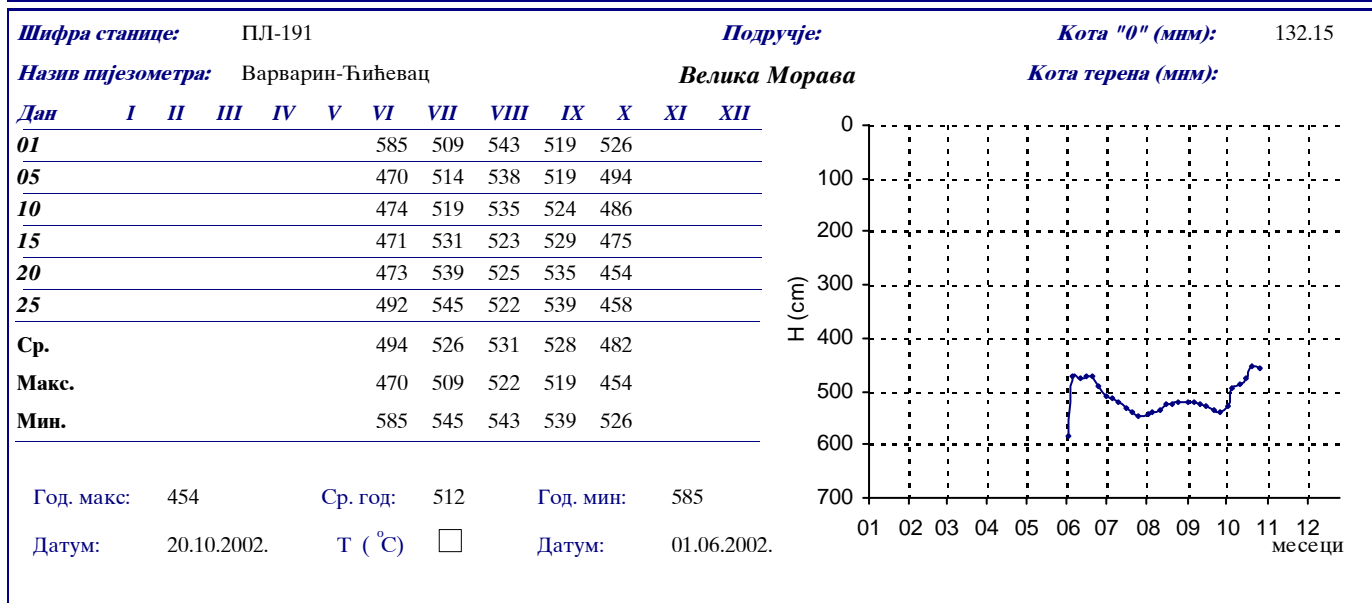 Шифра станице: ПЛ-191 Подручје: Кота "0" (мнм): 132.15
Назив пијезометра: Варварин-Ћићевац Велика Морава Кота терена (мнм):
Дан I II III IV V VI VII VIII IX X XI XII
01 585 509 543 519 526
05 470 514 538 519 494
10 474 519 535 524 486
15 471 531 523 529 475
20 473 539 525 535 454
25 492 545 522 539 458
Ср. 494 526 531 528 482
Макс. 470 509 522 519 454
Мин. 585 545 543 539 526
Год. макс: 454 Ср. год: 512 Год. мин: 585
Датум: 20.10.2002. Т ( °C) Датум: 01.06.2002.
0
100
200
300
400
500
600
700
H (cm)
01 02 03 04 05 06 07 08 09 10 11 12
месеци